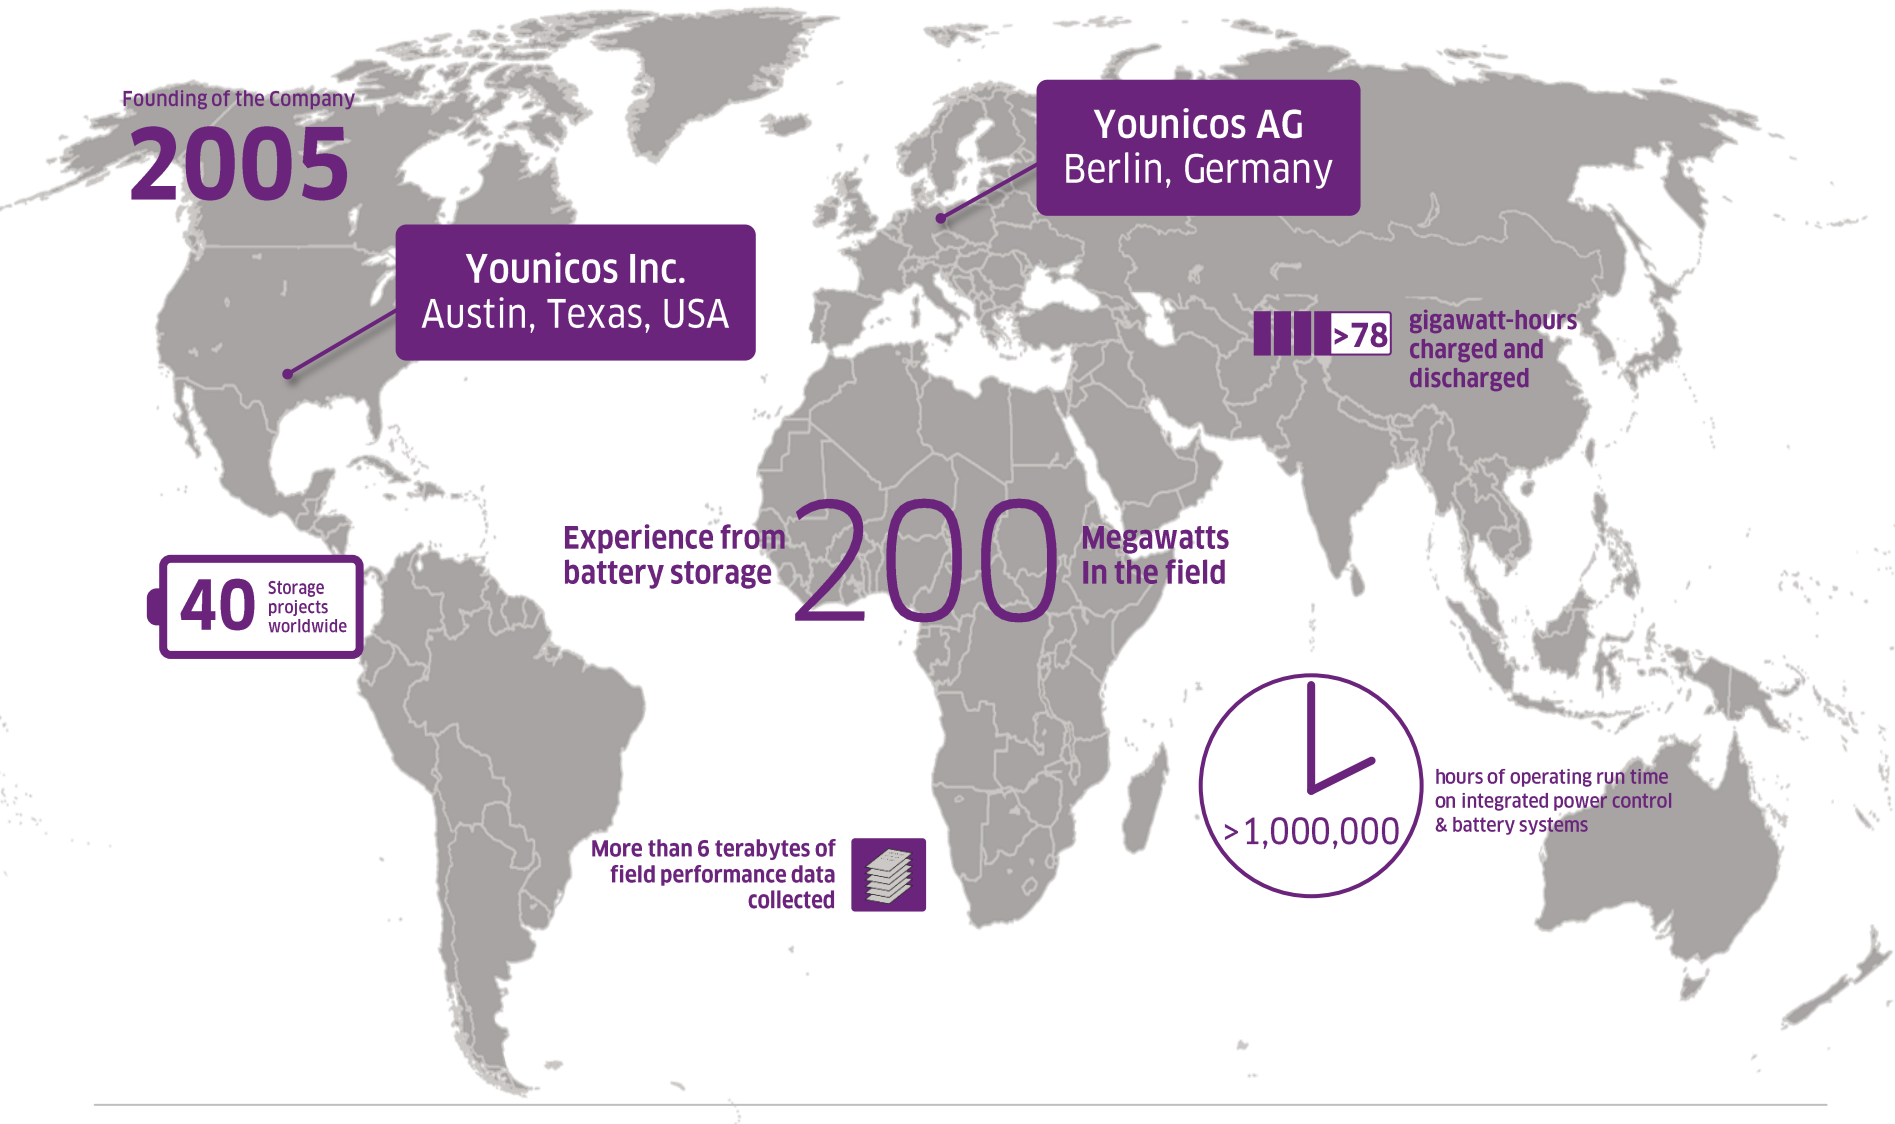 Founding of the Company
2005
Younicos AG
Berlin, Germany
Younicos Inc.
Austin, Texas, USA
>78
gigawatt-hours
charged and
discharged
Experience from
battery storage
200
Megawatts
In the field
40
Storage
projects
worldwide
>1,000,000
hours of operating run time
on integrated power control
& battery systems
More than 6 terabytes of
field performance data
collected